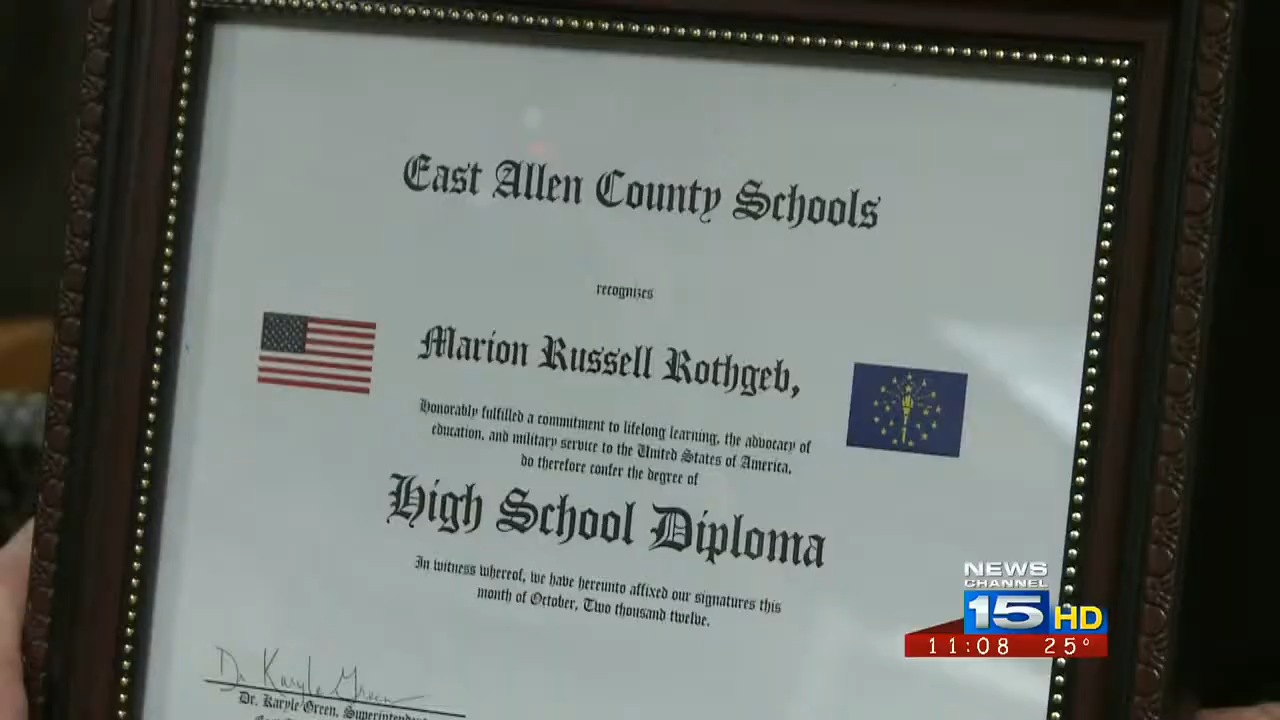 East Allen County Schools
recognizes
Marion Russell Rothgeb,
Honorably fulfilled a commitment to lifelong learning, the advocacy of
education, and military service to the United States of America,
do therefore confer the degree of
High School Diploma
In witness whereof, we have hereunto affixed our signatures this
month of October, Two thousand twelve.
Dr Karyle Green
Dr. Karyle Green, Superintendent
NEWS
CHANNEL
15 HD
11:08 25°